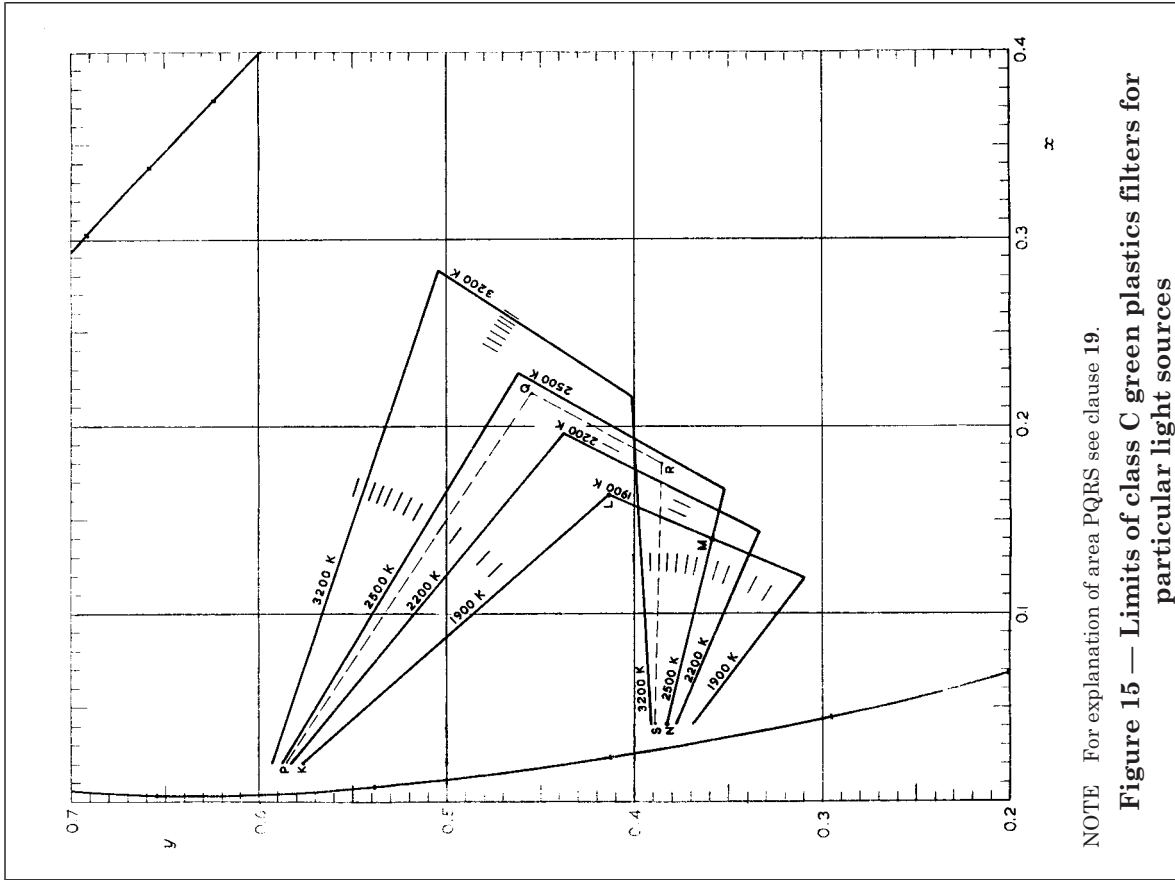 0.7
0.6
0.5
0.4
0.3
0.2
y
0.1
0.2
0.3
0.4
x
3200 K
2500 K
2200 K
1900 K
3200 K
2500 K
2200 K
1900 K
3200 K
2500 K
2200 K
1900 K
P
K
Q
L
R
M
S
N
NOTE For explanation of area PQRS see clause 19.
Figure 15 — Limits of class C green plastics filters for
particular light sources